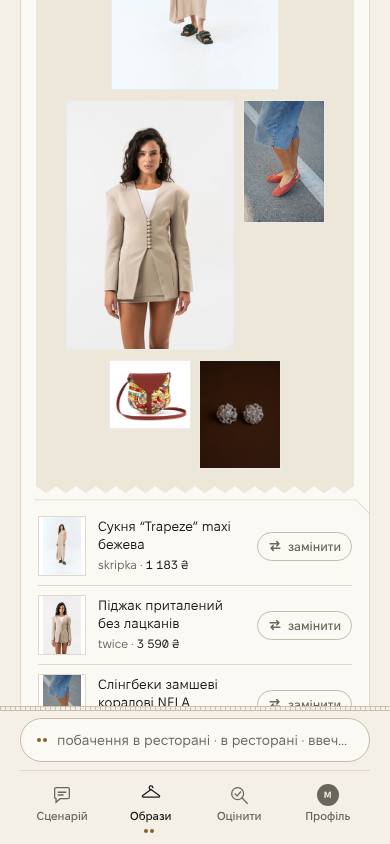 Сукня “Trapeze” maxi
бежева
skripka · 1 183 ₴
замінити
Піджак приталений
без лацканів
twice · 3 590 ₴
замінити
Слінгбеки замшеві
коралові NELA
замінити
побачення в ресторані · в ресторані · ввеч...
Сценарій
Образи
Оцінити
M
Профіль